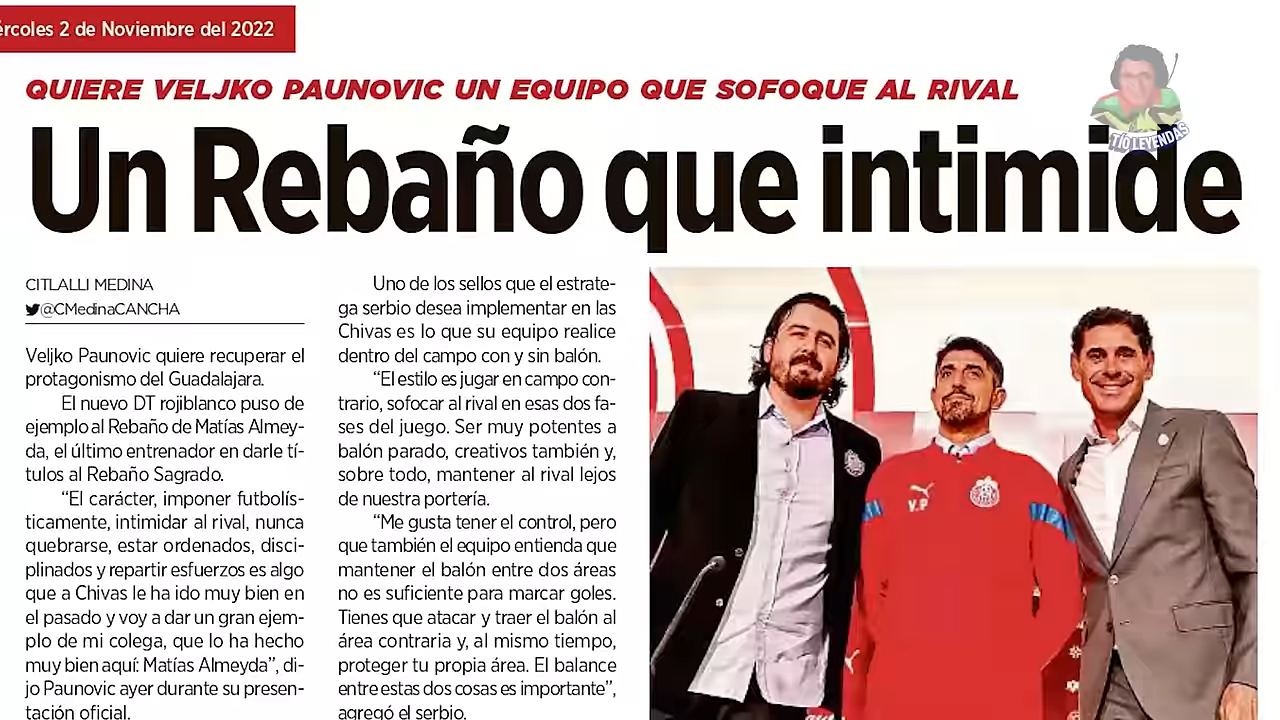 ércoles 2 de Noviembre del 2022
QUIERE VELJKO PAUNOVIC UN EQUIPO QUE SOFOQUE AL RIVAL
TÍO LEYENDAS
Un Rebaño que intimide
CITLALLI MEDINA
@CMedinaCANCHA
Veljko Paunovic quiere recuperar el
protagonismo del Guadalajara.
El nuevo DT rojiblanco puso de
ejemplo al Rebaño de Matías Almey-
da, el último entrenador en darle tí-
tulos al Rebaño Sagrado.
“El carácter, imponer futbolís-
ticamente, intimidar al rival, nunca
quebrarse, estar ordenados, disci-
plinados y repartir esfuerzos es algo
que a Chivas le ha ido muy bien en
el pasado y voy a dar un gran ejem-
plo de mi colega, que lo ha hecho
muy bien aquí: Matías Almeyda”, di-
jo Paunovic ayer durante su presen-
tación oficial.
Uno de los sellos que el estrate-
ga serbio desea implementar en las
Chivas es lo que su equipo realice
dentro del campo con y sin balón.
“El estilo es jugar en campo con-
trario, sofocar al rival en esas dos fa-
ses del juego. Ser muy potentes a
balón parado, creativos también y,
sobre todo, mantener al rival lejos
de nuestra portería.
“Me gusta tener el control, pero
que también el equipo entienda que
mantener el balón entre dos áreas
no es suficiente para marcar goles.
Tienes que atacar y traer el balón al
área contraria y, al mismo tiempo,
proteger tu propia área. El balance
entre estas dos cosas es importante”,
agregó el serbio.
V.P